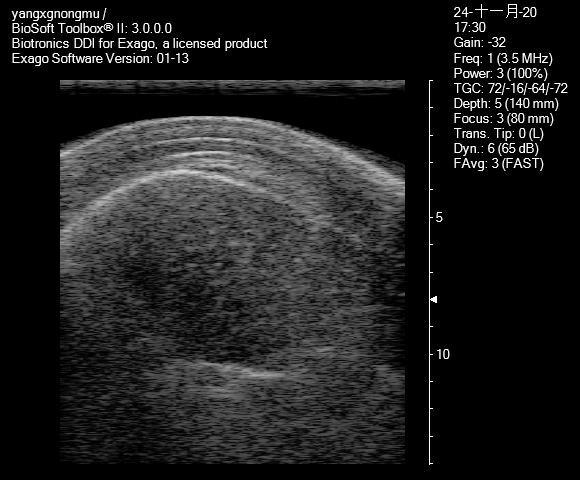 yangxgnongmu /
BioSoft Toolbox® II: 3.0.0.0
Biotronics DDI for Exago, a licensed product
Exago Software Version: 01-13
24-十一月-20
17:30
Gain: -32
Freq: 1 (3.5 MHz)
Power: 3 (100%)
TGC: 72/-16/-64/-72
Depth: 5 (140 mm)
Focus: 3 (80 mm)
Trans. Tip: 0 (L)
Dyn.: 6 (65 dB)
FAvg: 3 (FAST)
5
10